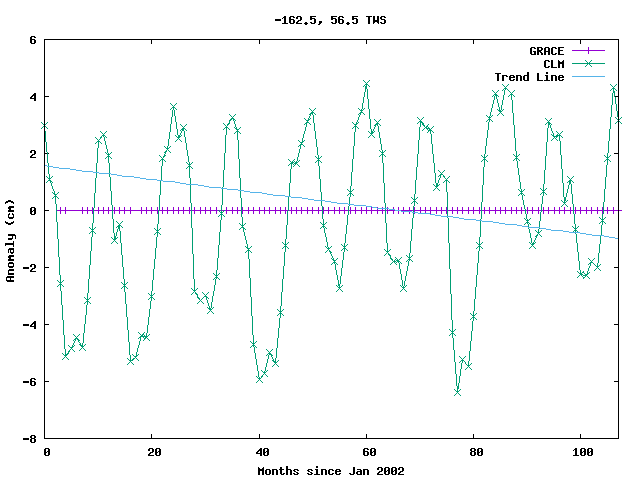 -162.5, 56.5 TWS
GRACE
CLM
Trend Line
6
4
2
0
-2
-4
-6
-8
Anomaly (cm)
0 20 40 60 80 100
Months since Jan 2002